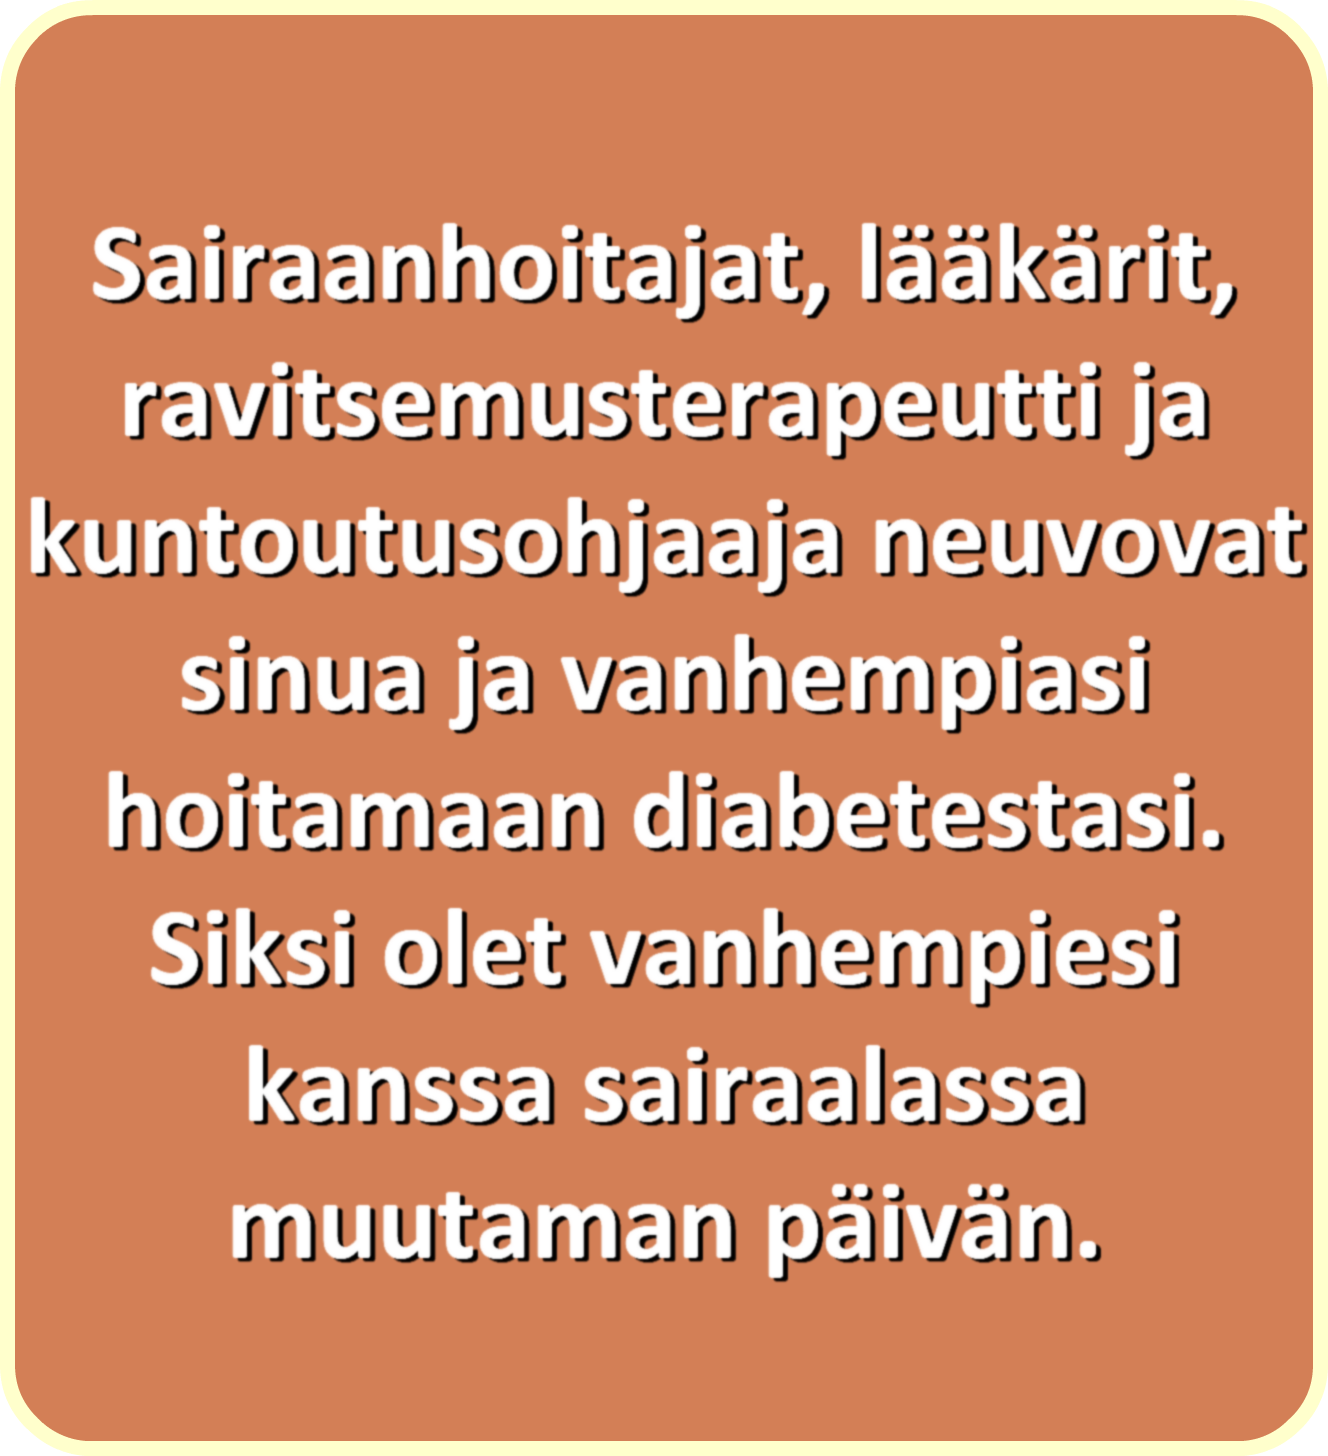 Sairaanhoitajat, lääkärit,
ravitsemusterapeutti ja
kuntoutusohjaaja neuvovat
sinua ja vanhempiasi
hoitamaan diabetestasi.
Siksi olet vanhempiesi
kanssa sairaalassa
muutaman päivän.